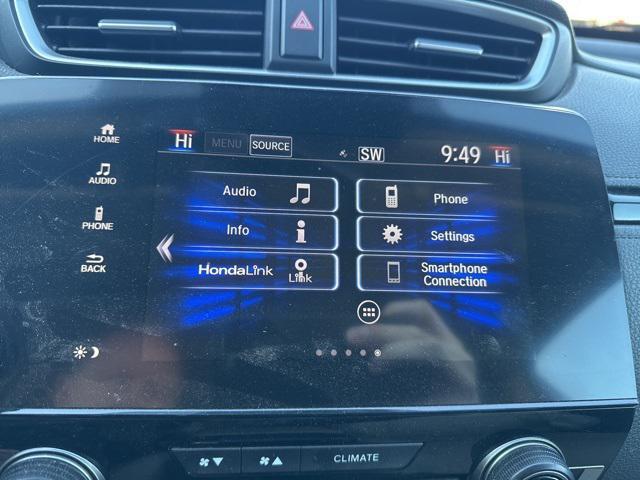 HOME
AUDIO
PHONE
BACK
Hi MENU SOURCE SW 9:49 Hi
Audio
Phone
Info
Settings
HondaLink Link
Smartphone
Connection
CLIMATE